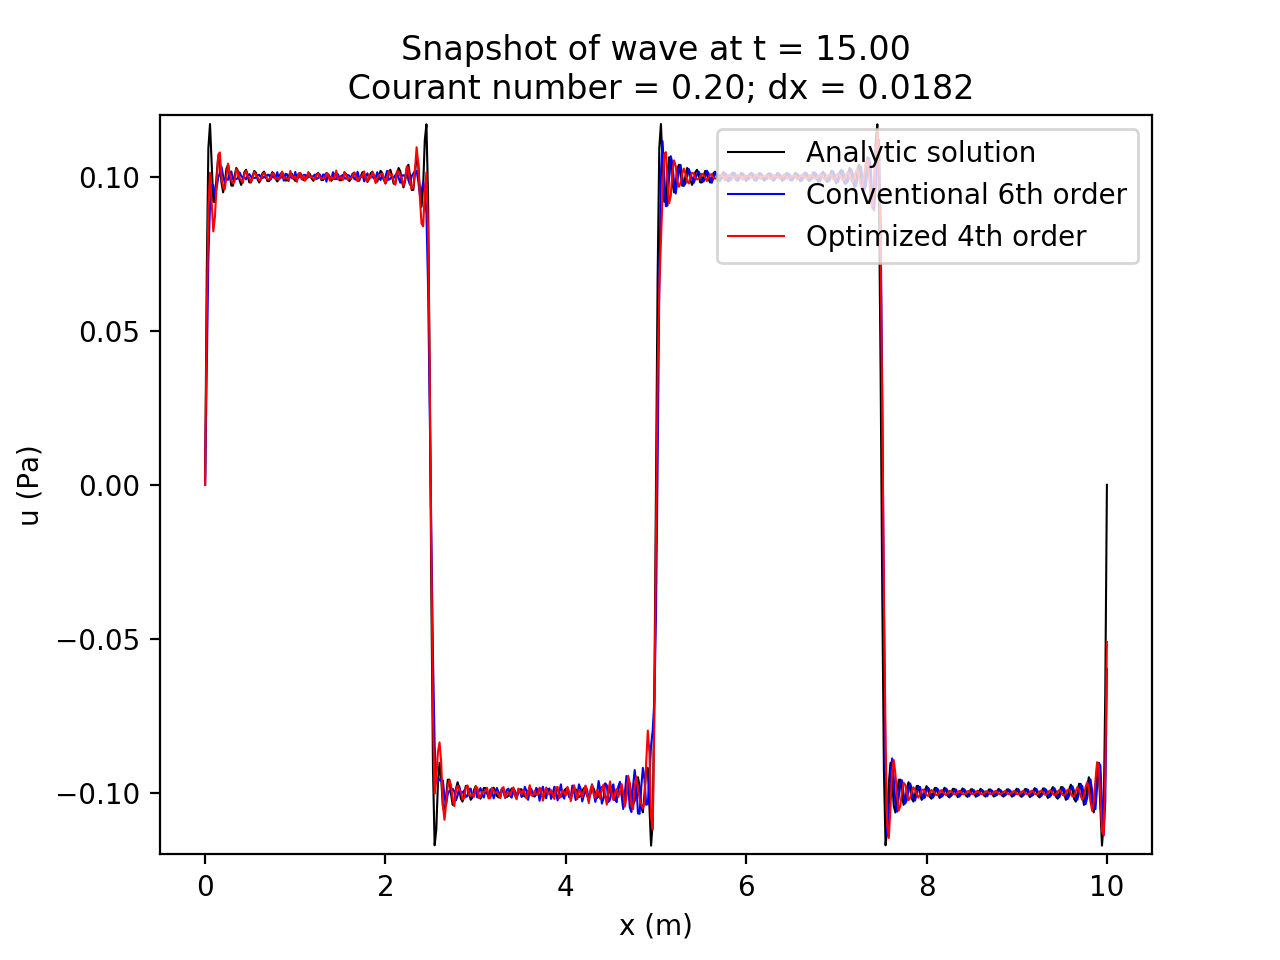 Snapshot of wave at t = 15.00
Courant number = 0.20; dx = 0.0182
Analytic solution
Conventional 6th order
Optimized 4th order
0.10
0.05
0.00
−0.05
−0.10
u (Pa)
0 2 4 6 8 10
x (m)